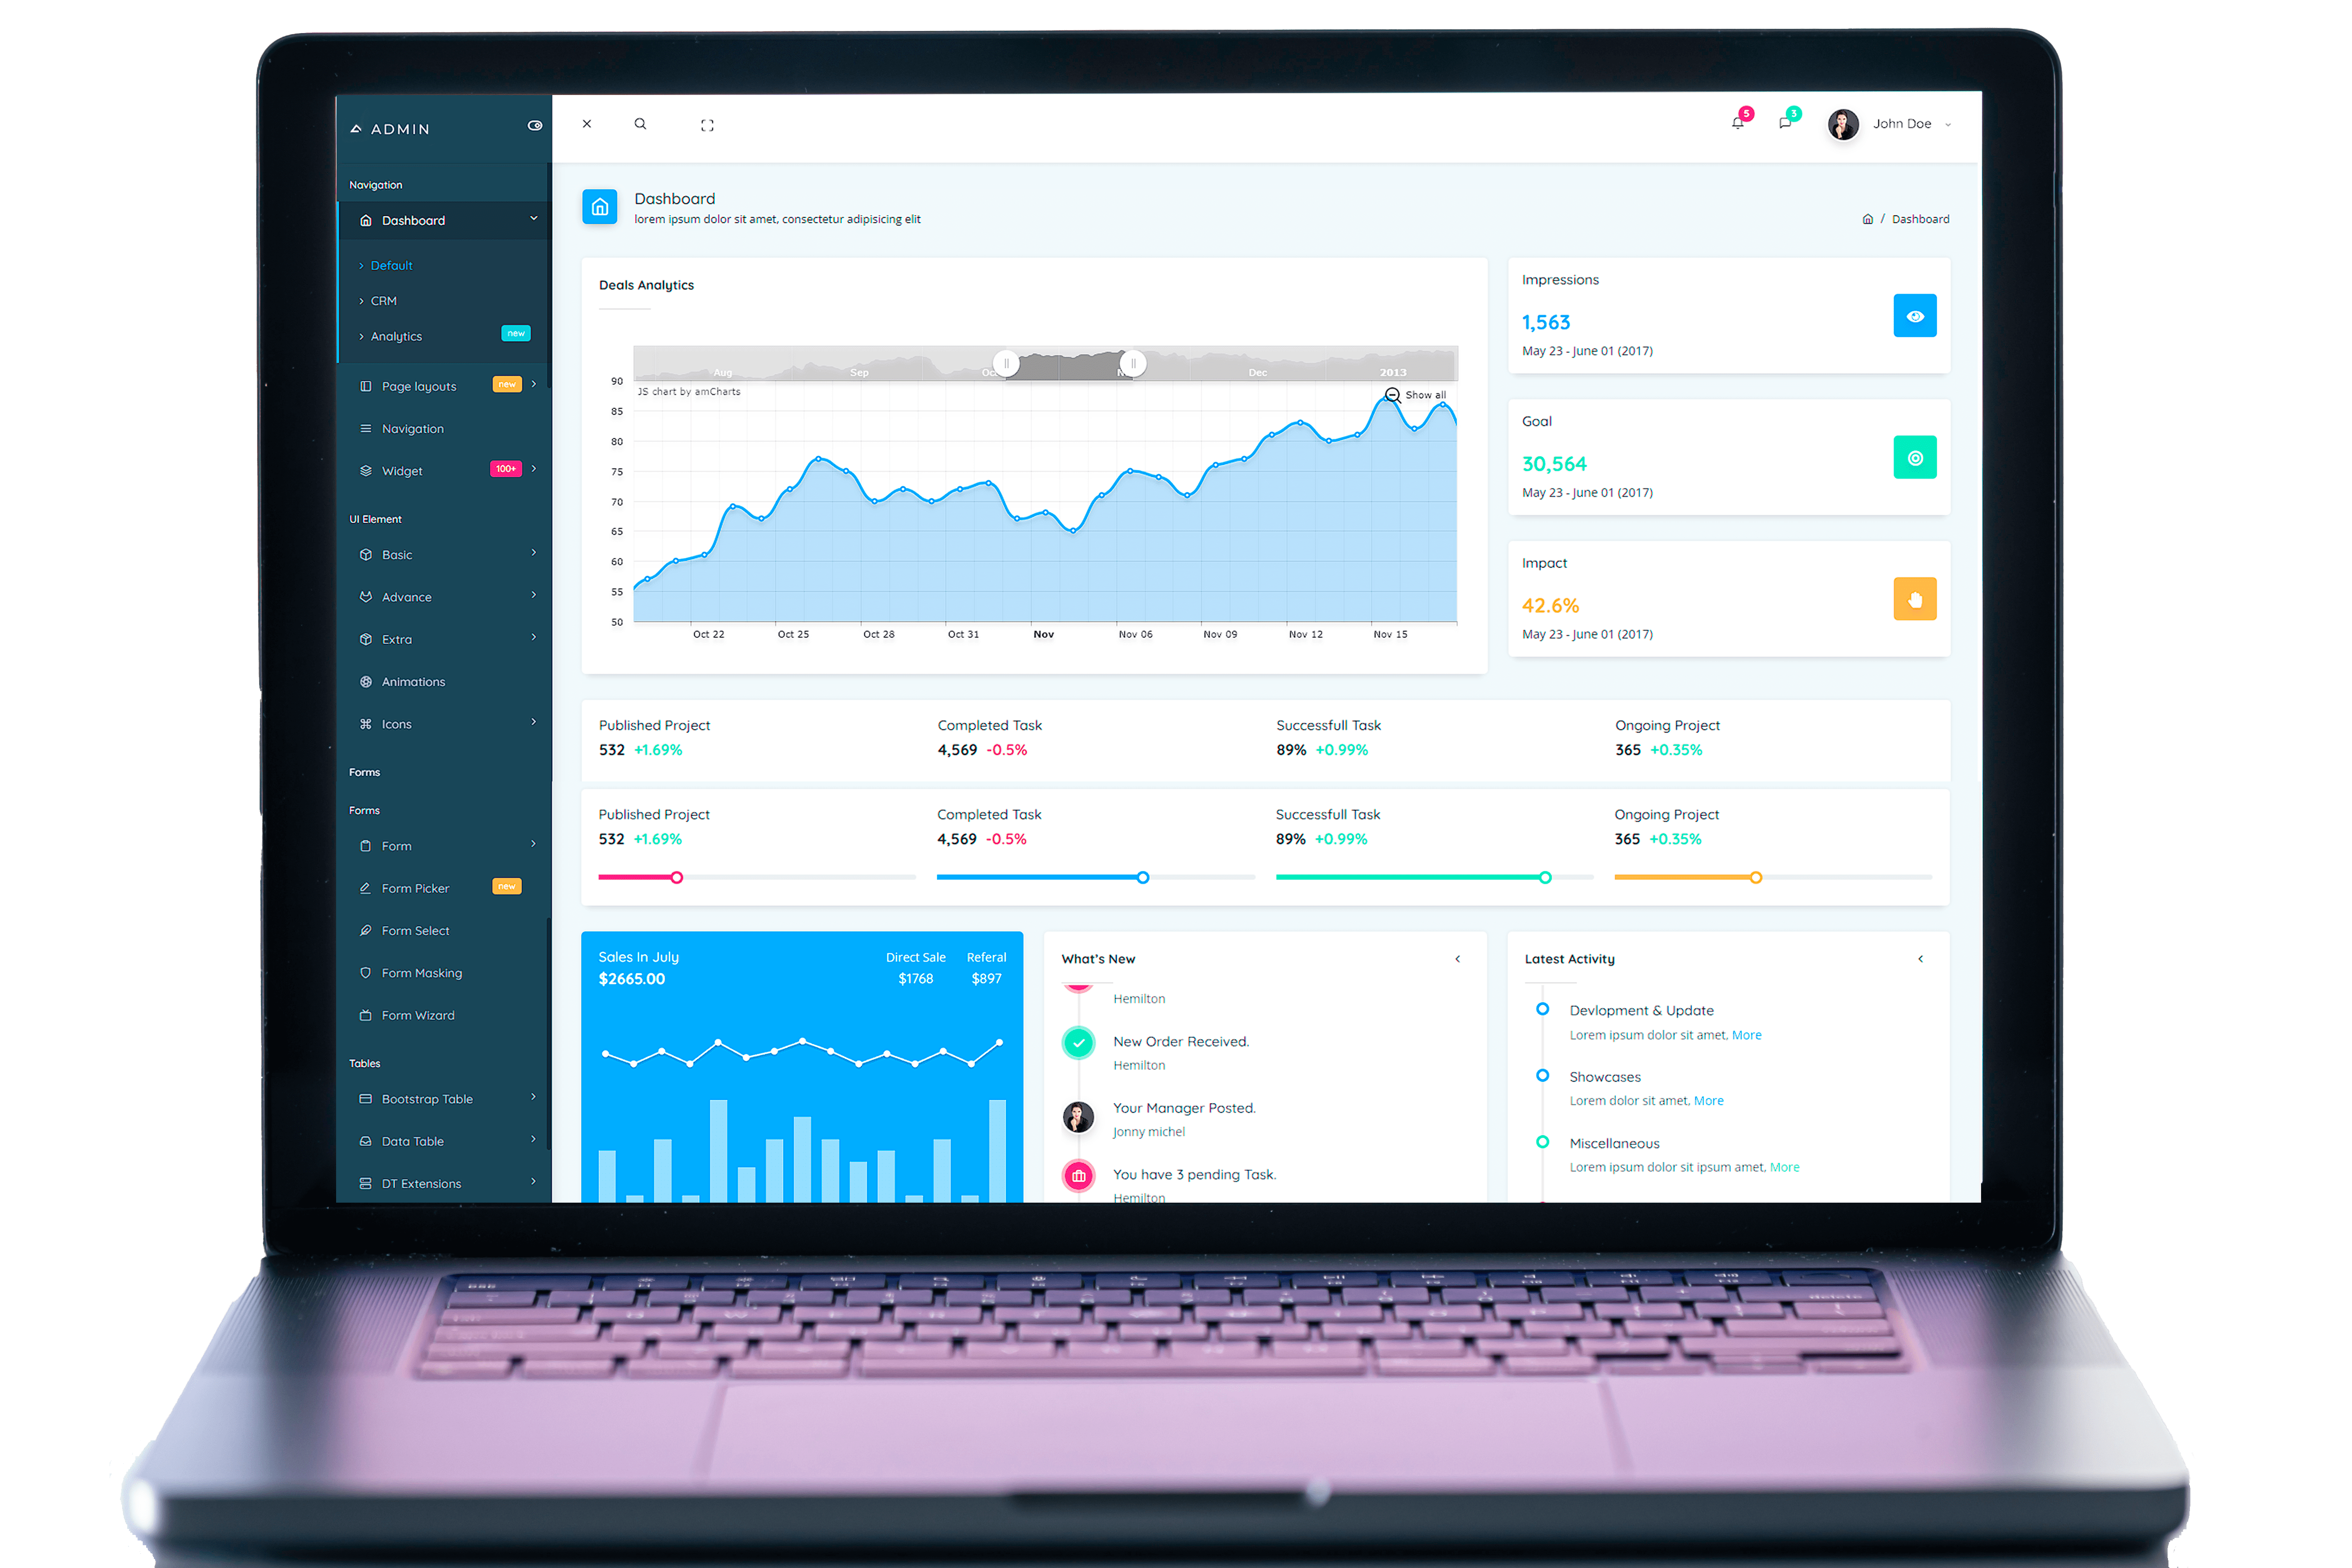 ADMIN
5
3
John Doe
Navigation
Dashboard
Default
CRM
Analytics new
Page layouts new
Navigation
Widget 100+
UI Element
Basic
Advance
Extra
Animations
Icons
Forms
Forms
Form
Form Picker new
Form Select
Form Masking
Form Wizard
Tables
Bootstrap Table
Data Table
DT Extensions
Dashboard
lorem ipsum dolor sit amet, consectetur adipisicing elit
/ Dashboard
Deals Analytics
Aug Sep Dec 2013
JS chart by amCharts
Show all
90
85
80
75
70
65
60
55
50
Oct 22 Oct 25 Oct 28 Oct 31 Nov Nov 06 Nov 09 Nov 12 Nov 15
Impressions
1,563
May 23 - June 01 (2017)
Goal
30,564
May 23 - June 01 (2017)
Impact
42.6%
May 23 - June 01 (2017)
Published Project Completed Task Successfull Task Ongoing Project
532 +1.69% 4,569 -0.5% 89% +0.99% 365 +0.35%
Published Project Completed Task Successfull Task Ongoing Project
532 +1.69% 4,569 -0.5% 89% +0.99% 365 +0.35%
Sales In July Direct Sale Referal
$2665.00 $1768 $897
What's New
Hemilton
New Order Received.
Hemilton
Your Manager Posted.
Jonny michel
You have 3 pending Task.
Hemilton
Latest Activity
Devlopment & Update
Lorem ipsum dolor sit amet, More
Showcases
Lorem dolor sit amet, More
Miscellaneous
Lorem ipsum dolor sit ipsum amet, More